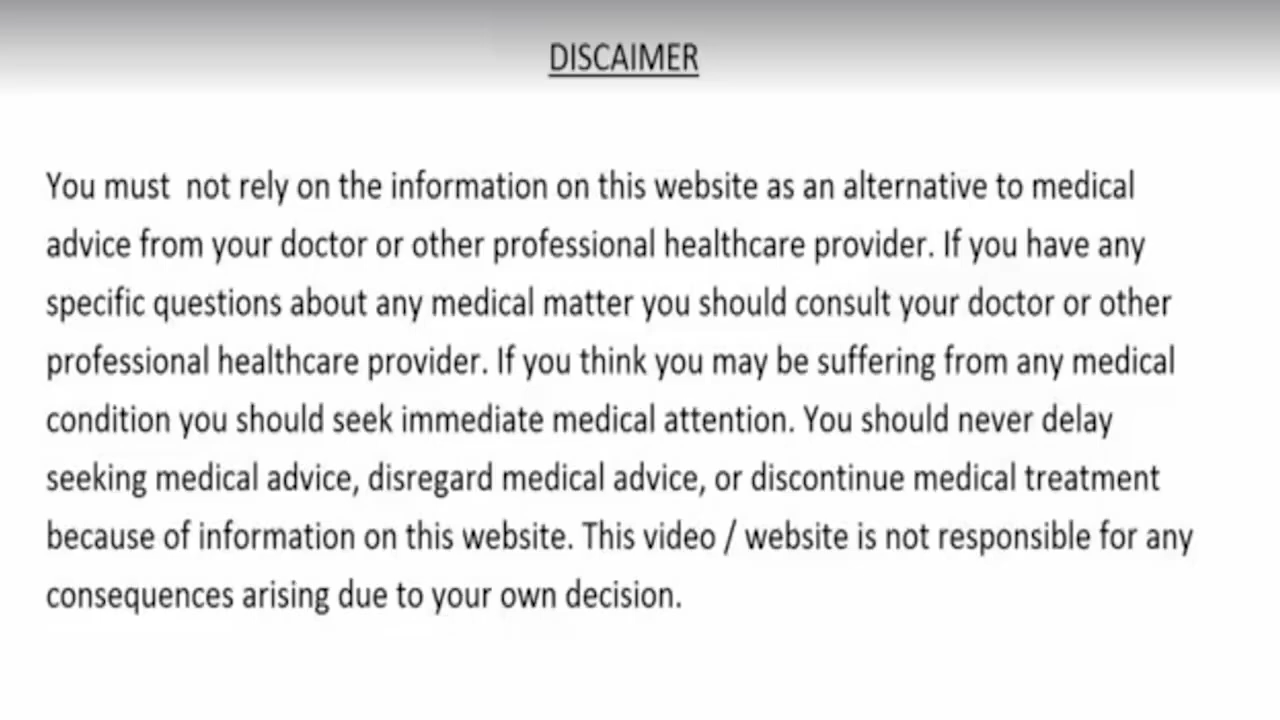 DISCAIMER
You must  not rely on the information on this website as an alternative to medical
advice from your doctor or other professional healthcare provider. If you have any
specific questions about any medical matter you should consult your doctor or other
professional healthcare provider. If you think you may be suffering from any medical
condition you should seek immediate medical attention. You should never delay
seeking medical advice, disregard medical advice, or discontinue medical treatment
because of information on this website. This video / website is not responsible for any
consequences arising due to your own decision.